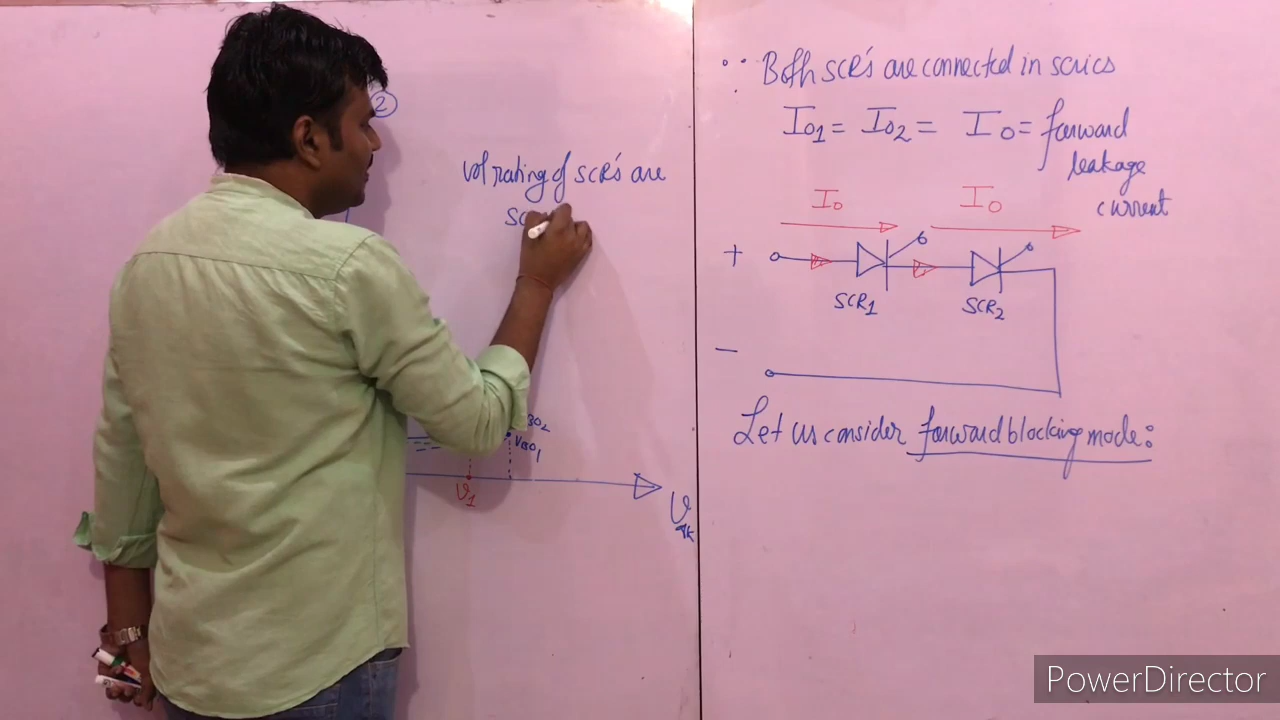 2
Vol rating of SCR's are
V1
VBO1
VAK
∵ Both SCR's are connected in series
IO1 = IO2 = IO = forward
leakage
current
IO IO
+
SCR1 SCR2
-
Let us consider forward blocking mode:
PowerDirector